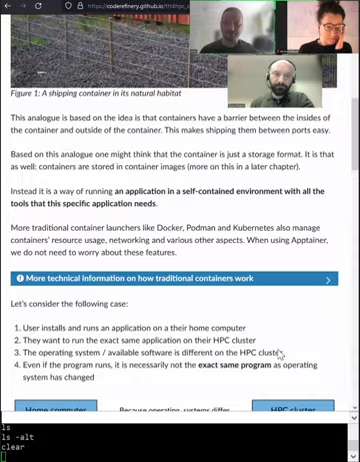 https://coderefinery.github.io/ttt4hpc_c
Figure 1: A shipping container in its natural habitat
This analogue is based on the idea is that containers have a barrier between the insides of
the container and outside of the container. This makes shipping them between ports easy.
Based on this analogue one might think that the container is just a storage format. It is that
as well: containers are stored in container images (more on this in a later chapter).
Instead it is a way of running an application in a self-contained environment with all the
tools that this specific application needs.
More traditional container launchers like Docker, Podman and Kubernetes also manage
containers' resource usage, networking and various other aspects. When using Apptainer,
we do not need to worry about these features.
More technical information on how traditional containers work
Let's consider the following case:
1. User installs and runs an application on a their home computer
2. They want to run the exact same application on their HPC cluster
3. The operating system / available software is different on the HPC cluster
4. Even if the program runs, it is necessarily not the exact same program as operating
system has changed
Home computer Because operating systems differ HPC cluster
ls
ls -alt
clear